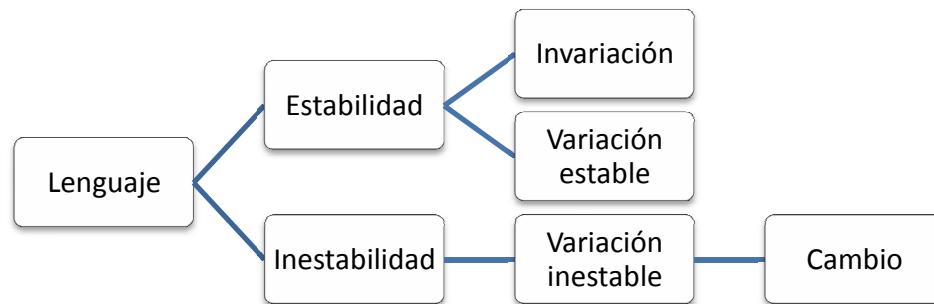 Lenguaje
Estabilidad
Invariación
Variación
estable
Inestabilidad
Variación
inestable
Cambio